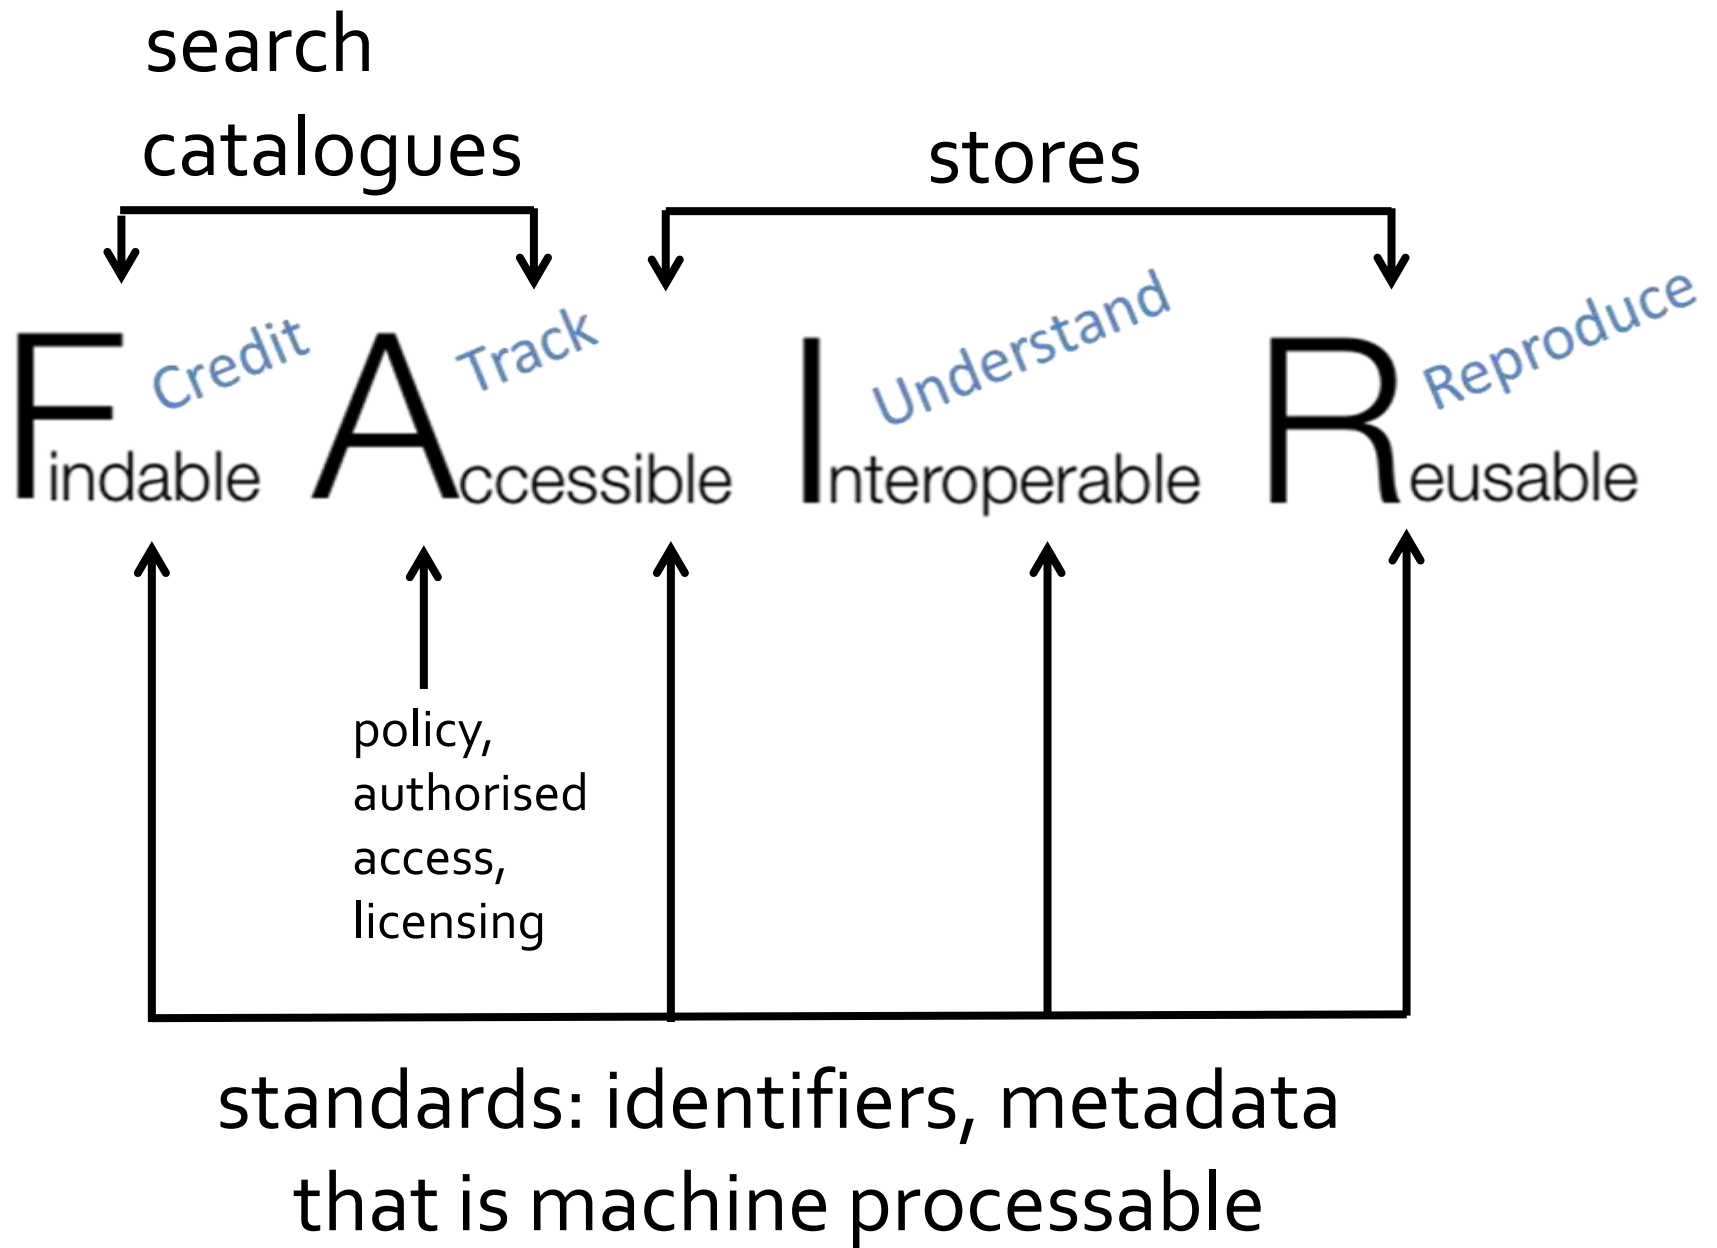 search
catalogues
stores
Credit
Track
Understand
Reproduce
Findable
Accessible
Interoperable
Reusable
policy,
authorised
access,
licensing
standards: identifiers, metadata
that is machine processable